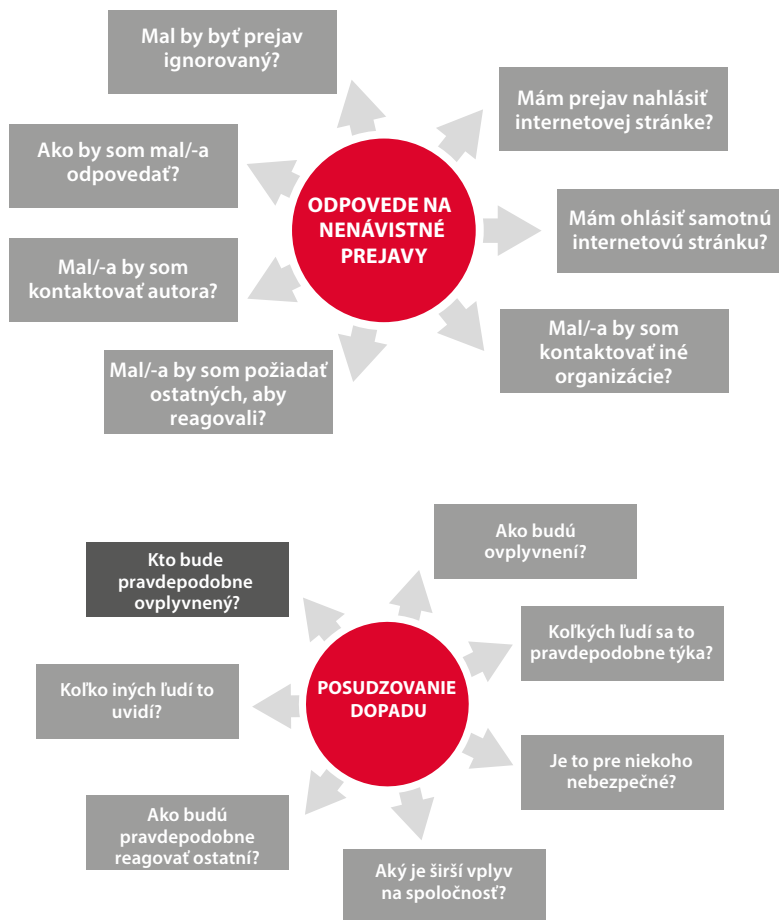 Mal by byť prejav
ignorovaný?
Mám prejav nahlásiť
internetovej stránke?
Ako by som mal/-a
odpovedať?
ODPOVEDE NA
NENÁVISTNÉ
PREJAVY
Mám ohlásiť samotnú
internetovú stránku?
Mal/-a by som
kontaktovať autora?
Mal/-a by som
kontaktovať iné
organizácie?
Mal/-a by som požiadať
ostatných, aby
reagovali?
Ako budú
ovplyvnení?
Kto bude
pravdepodobne
ovplyvnený?
Koľkých ľudí sa to
pravdepodobne týka?
Koľko iných ľudí to
uvidí?
POSUDZOVANIE
DOPADU
Je to pre niekoho
nebezpečné?
Ako budú
pravdepodobne
reagovať ostatní?
Aký je širší vplyv
na spoločnosť?